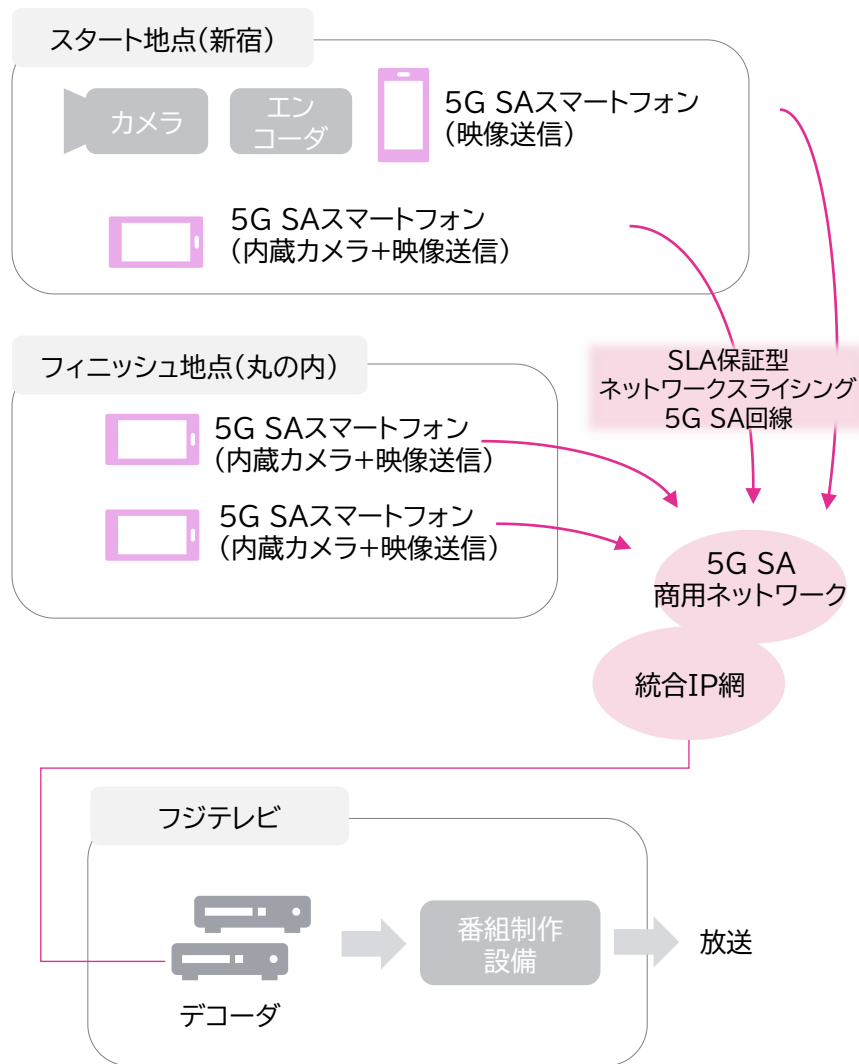 スタート地点(新宿)
カメラ
エン
コーダ
5G SAスマートフォン
(映像送信)
5G SAスマートフォン
(内蔵カメラ+映像送信)
フィニッシュ地点(丸の内)
5G SAスマートフォン
(内蔵カメラ+映像送信)
5G SAスマートフォン
(内蔵カメラ+映像送信)
SLA保証型
ネットワークスライシング
5G SA回線
5G SA
商用ネットワーク
統合IP網
フジテレビ
デコーダ
番組制作
設備
放送